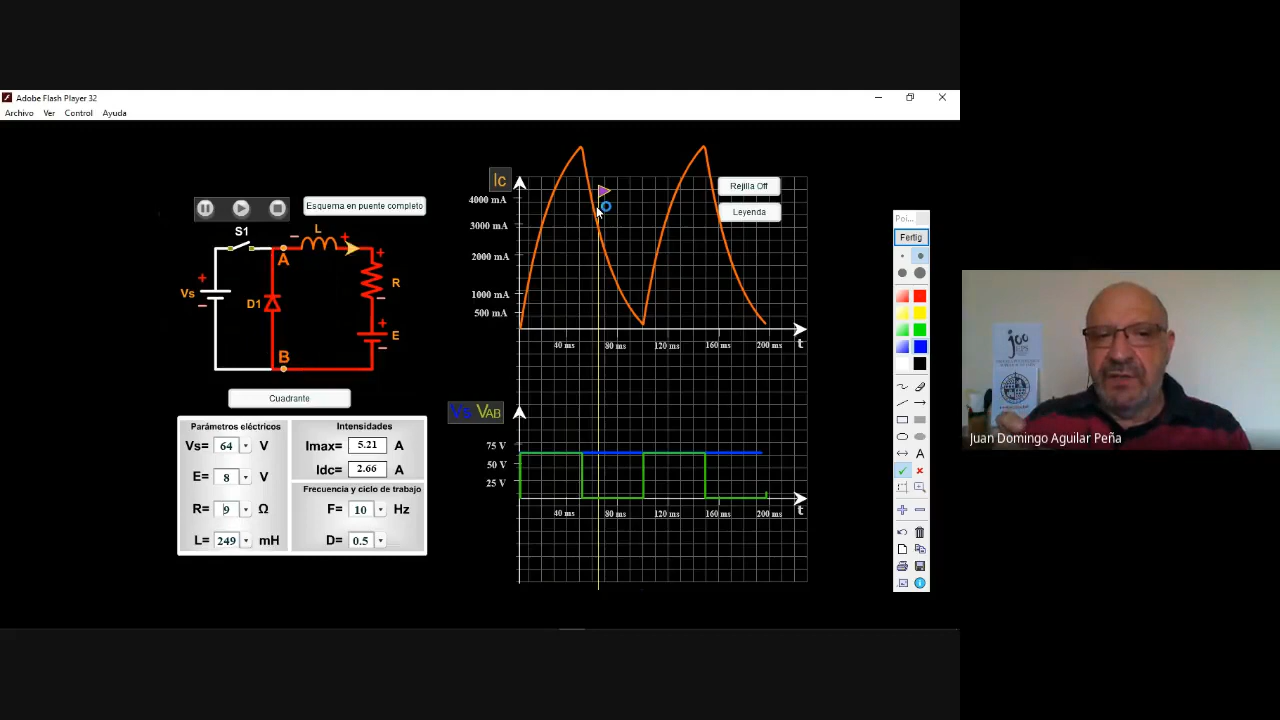 Adobe Flash Player 32
Archivo Ver Control Ayuda
Esquema en puente completo
S1
L
A
Vs
D1
R
E
B
Cuadrante
Parámetros eléctricos
Vs= 64 V
E= 8 V
R= 9 Ω
L= 249 mH
Intensidades
Imax= 5.21 A
Idc= 2.66 A
Frecuencia y ciclo de trabajo
F= 10 Hz
D= 0.5
Ic
4000 mA
3000 mA
2000 mA
1000 mA
500 mA
Rejilla Off
Leyenda
40 ms 80 ms 120 ms 160 ms 200 ms t
Vs VAB
75 V
50 V
25 V
40 ms 80 ms 120 ms 160 ms 200 ms t
Poi...
Fertig
A
Juan Domingo Aguilar Peña